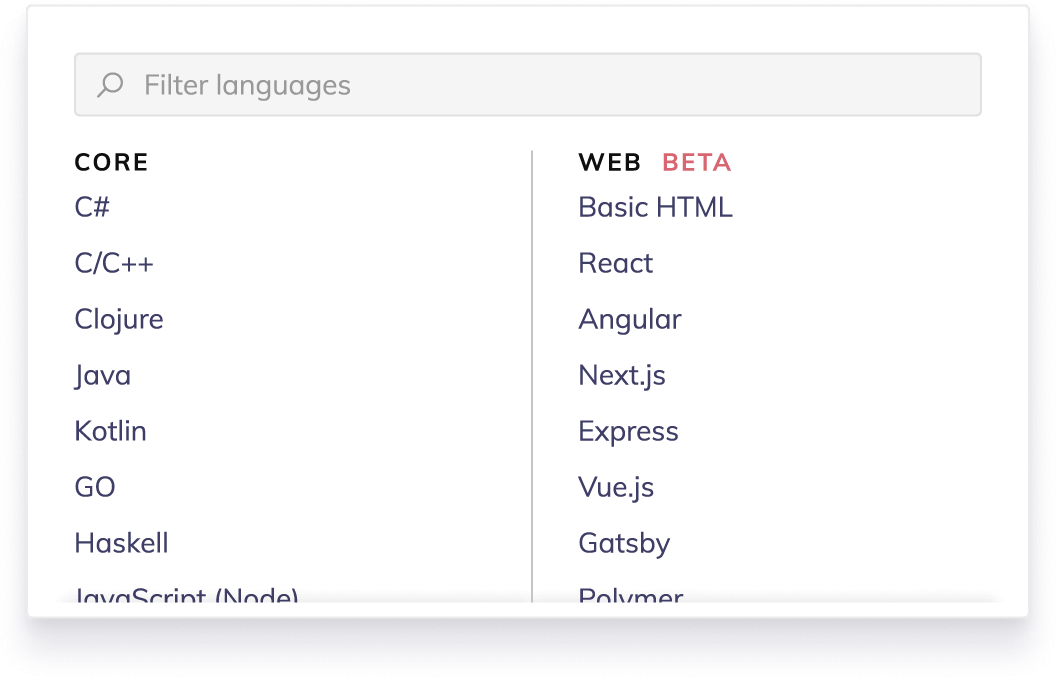 Filter languages
CORE
C#
C/C++
Clojure
Java
Kotlin
GO
Haskell
JavaScript (Node)
WEB BETA
Basic HTML
React
Angular
Next.js
Express
Vue.js
Gatsby
Polymer